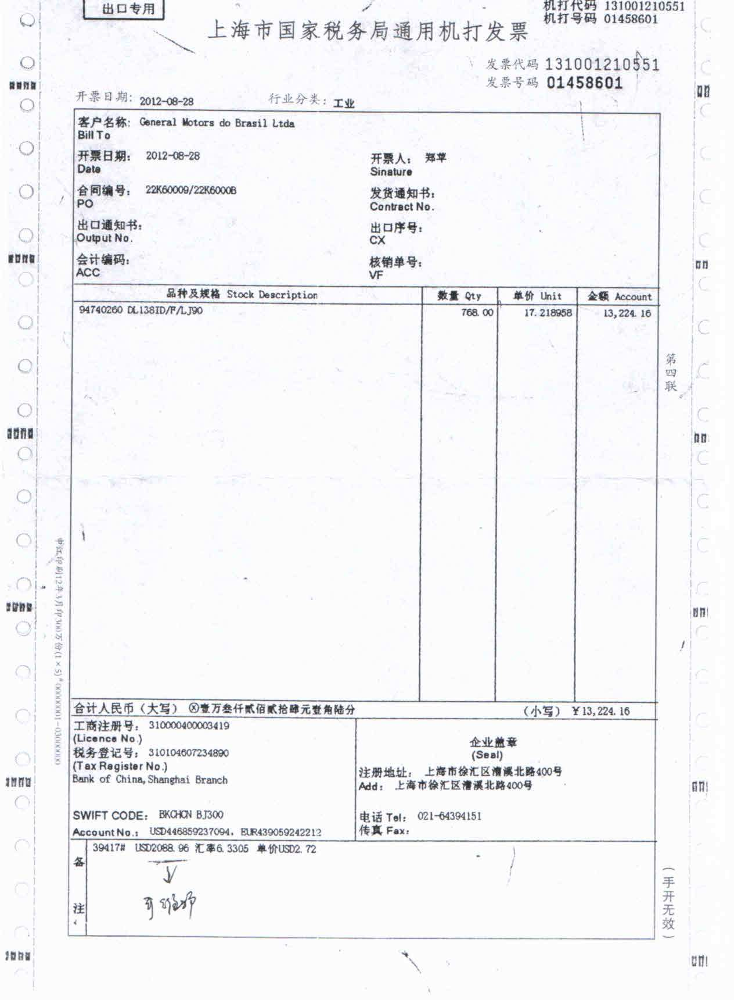 出口专用
机打代码 131001210551
机打号码 01458601
上海市国家税务局通用机打发票
发票代码 131001210551
发票号码 01458601
开票日期: 2012-08-28 行业分类: 工业
客户名称: General Motors do Brasil Ltda
Bill To
开票日期: 2012-08-28 开票人: 郑苹
Date Sinature
合同编号: 22K60009/22K6000B 发货通知书:
PO Contract No.
出口通知书: 出口序号:
Output No. CX
会计编码: 核销单号:
ACC VF
品种及规格 Stock Description 数量 Qty 单价 Unit 金额 Account
94740260 DL138ID/F/LJ90 768.00 17.218958 13,224.16
第四联
申江印刷12年3月印300万份(1×5)#00000001-03000000
合计人民币（大写） ⊗壹万叁仟贰佰贰拾肆元壹角陆分 (小写) ¥13,224.16
工商注册号: 310000400003419
(Licence No.)
税务登记号: 310104607234890
(Tax Register No.)
Bank of China, Shanghai Branch
SWIFT CODE: BKCHCN BJ300
Account No.: USD446859237094, EUR439059242212
企业盖章
(Seal)
注册地址: 上海市徐汇区漕溪北路400号
Add: 上海市徐汇区漕溪北路400号
电话 Tel: 021-64394151
传真 Fax:
备注
39417# USD2088.96 汇率6.3305 单价USD2.72
(手开无效)